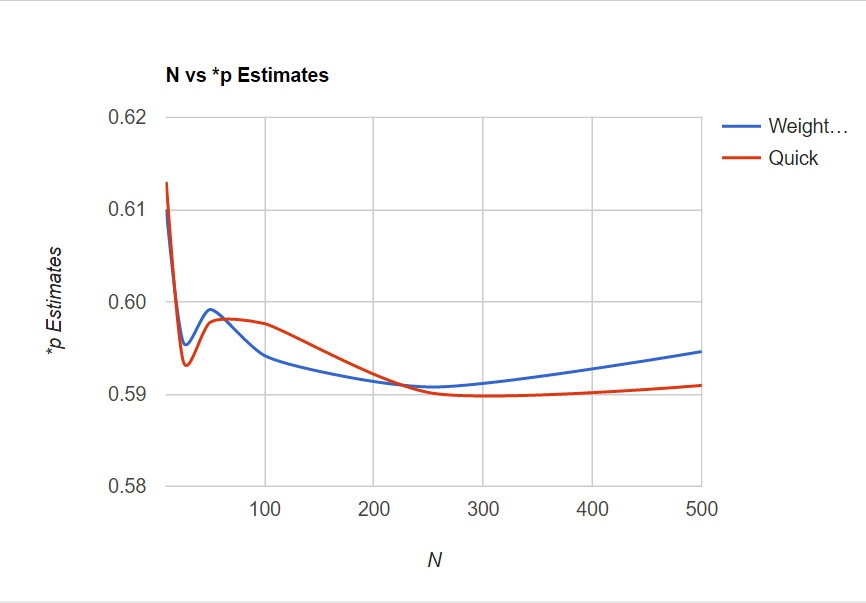 N vs *p Estimates
0.62
0.61
0.60
0.59
0.58
*p Estimates
100 200 300 400 500
N
Weight...
Quick